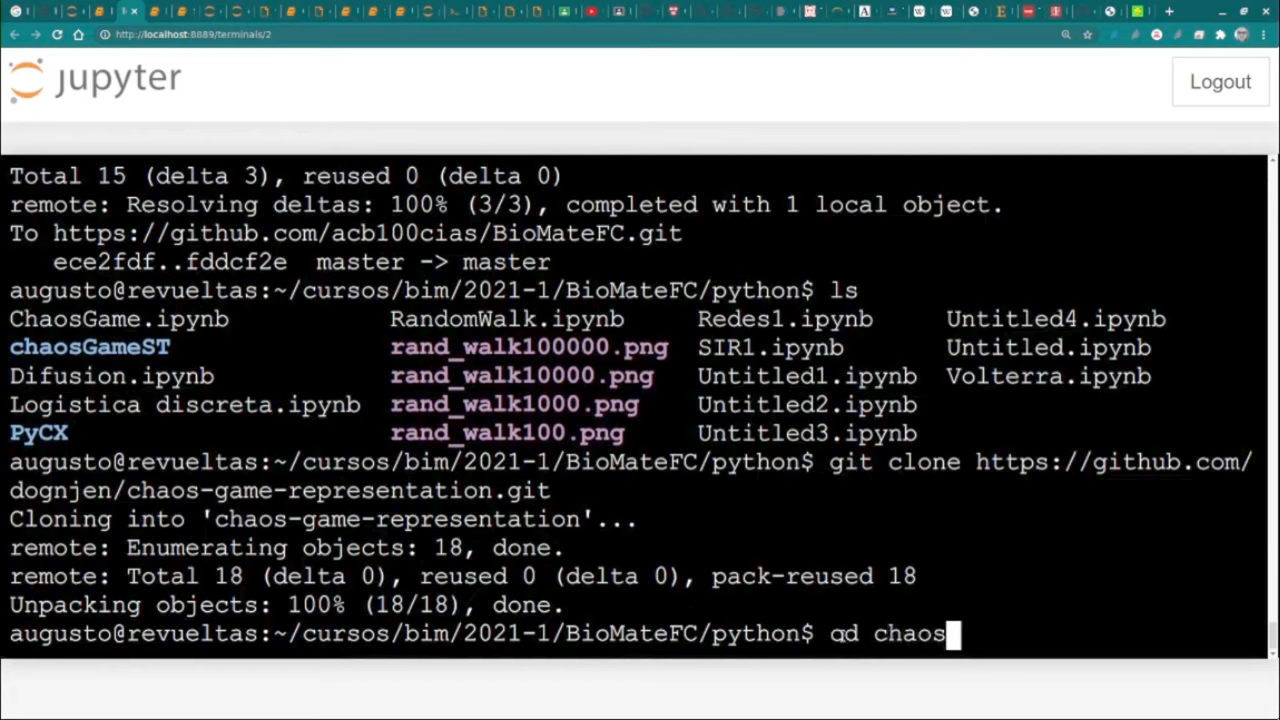 http://localhost:8889/terminals/2
jupyter
Logout
Total 15 (delta 3), reused 0 (delta 0)
remote: Resolving deltas: 100% (3/3), completed with 1 local object.
To https://github.com/acb100cias/BioMateFC.git
ece2fdf..fddcf2e master -> master
augusto@revueltas:~/cursos/bim/2021-1/BioMateFC/python$ ls
ChaosGame.ipynb RandomWalk.ipynb Redes1.ipynb Untitled4.ipynb
chaosGameST rand_walk100000.png SIR1.ipynb Untitled.ipynb
Difusion.ipynb rand_walk10000.png Untitled1.ipynb Volterra.ipynb
Logistica discreta.ipynb rand_walk1000.png Untitled2.ipynb
PyCX rand_walk100.png Untitled3.ipynb
augusto@revueltas:~/cursos/bim/2021-1/BioMateFC/python$ git clone https://github.com/
dognjen/chaos-game-representation.git
Cloning into 'chaos-game-representation'...
remote: Enumerating objects: 18, done.
remote: Total 18 (delta 0), reused 0 (delta 0), pack-reused 18
Unpacking objects: 100% (18/18), done.
augusto@revueltas:~/cursos/bim/2021-1/BioMateFC/python$ cd chaos